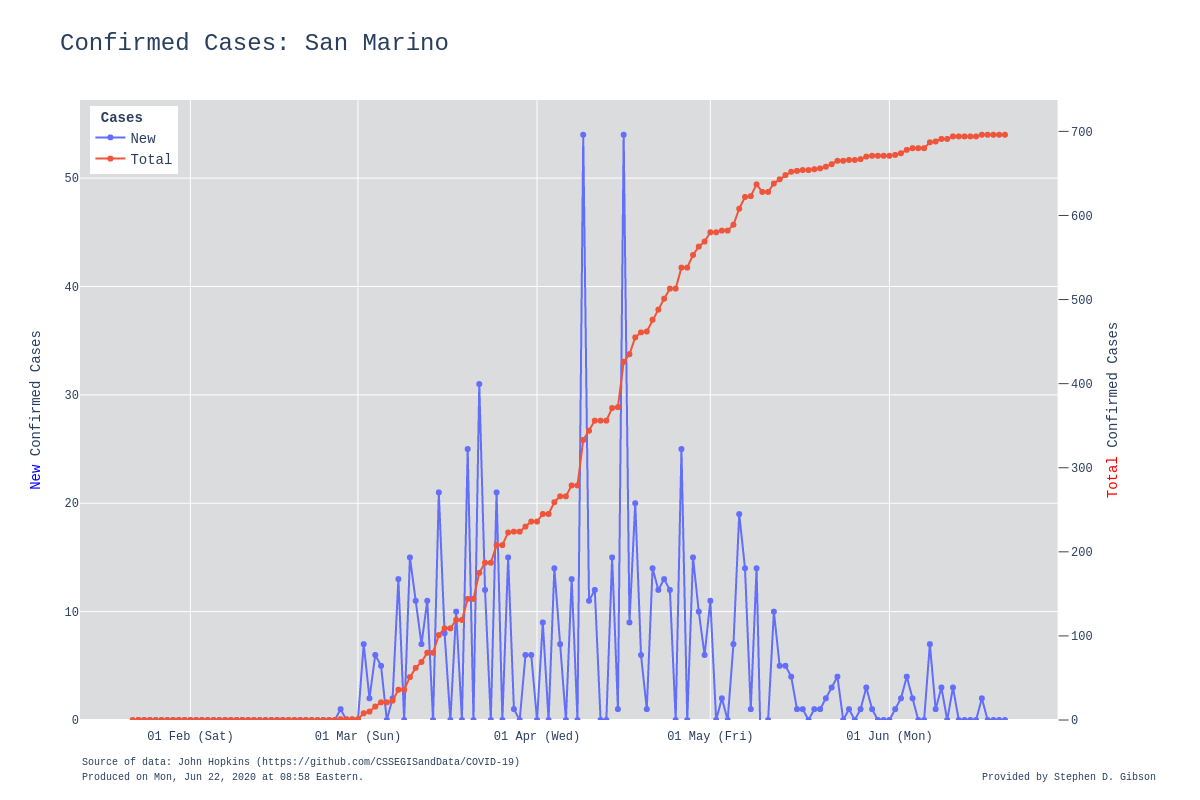 Confirmed Cases: San Marino
Cases
New
Total
50
40
30
20
10
0
700
600
500
400
300
200
100
0
New Confirmed Cases
Total Confirmed Cases
01 Feb (Sat)
01 Mar (Sun)
01 Apr (Wed)
01 May (Fri)
01 Jun (Mon)
Source of data: John Hopkins (https://github.com/CSSEGISandData/COVID-19)
Produced on Mon, Jun 22, 2020 at 08:58 Eastern.
Provided by Stephen D. Gibson